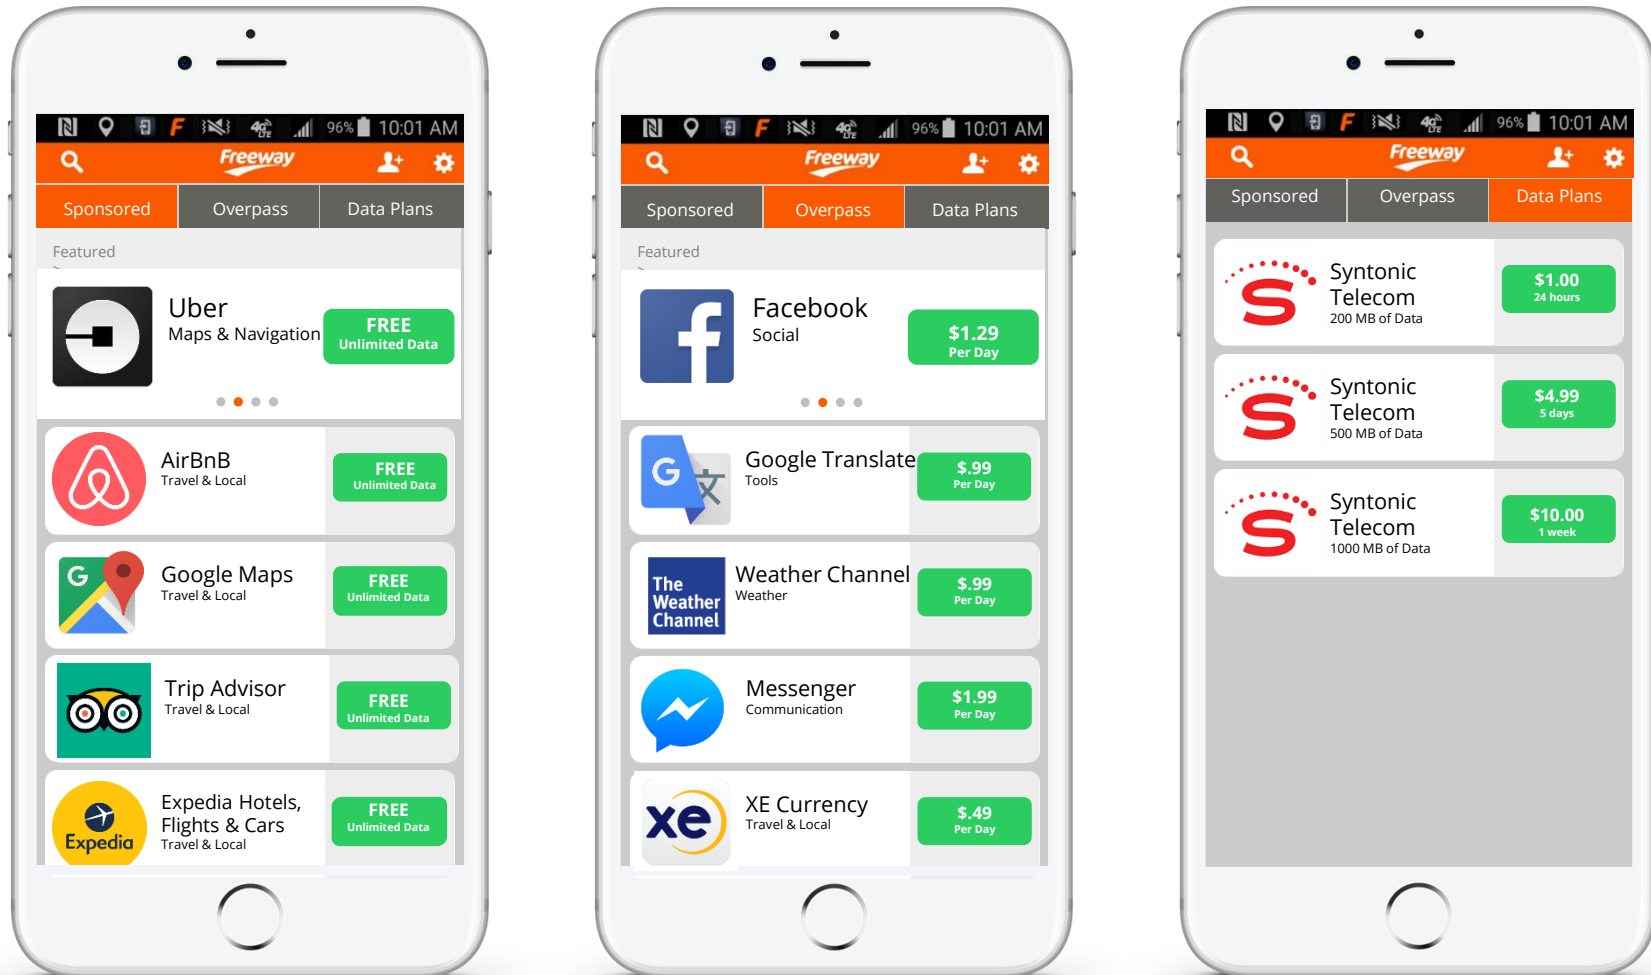 96% 10:01 AM
Freeway
Sponsored Overpass Data Plans
Featured
Uber
Maps & Navigation
FREE
Unlimited Data
AirBnB
Travel & Local
FREE
Unlimited Data
G
Google Maps
Travel & Local
FREE
Unlimited Data
Trip Advisor
Travel & Local
FREE
Unlimited Data
Expedia
Expedia Hotels,
Flights & Cars
Travel & Local
FREE
Unlimited Data
96% 10:01 AM
Freeway
Sponsored Overpass Data Plans
Featured
f
Facebook
Social
$1.29
Per Day
G 文
Google Translate
Tools
$.99
Per Day
The
Weather
Channel
Weather Channel
Weather
$.99
Per Day
Messenger
Communication
$1.99
Per Day
xe
XE Currency
Travel & Local
$.49
Per Day
96% 10:01 AM
Freeway
Sponsored Overpass Data Plans
S
Syntonic
Telecom
200 MB of Data
$1.00
24 hours
S
Syntonic
Telecom
500 MB of Data
$4.99
5 days
S
Syntonic
Telecom
1000 MB of Data
$10.00
1 week